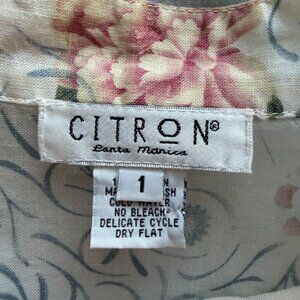 CITRON®
Santa Monica
1
COLD WATER
NO BLEACH
DELICATE CYCLE
DRY FLAT